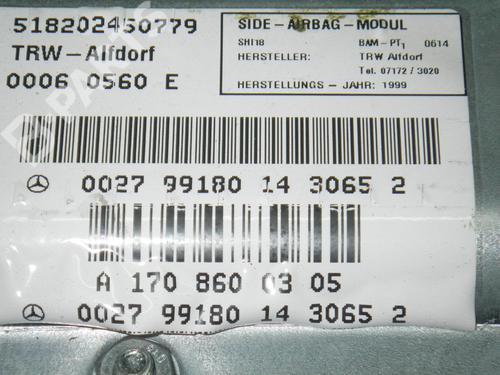 518202450779
TRW-Alfdorf
0006 0560 E
SIDE-AIRBAG-MODUL
SHI18 BAM-PT1 0614
HERSTELLER: TRW Alfdorf
Tel. 07172 / 3020
HERSTELLUNGS - JAHR: 1999
0027 99180 14 3065 2
A 170 860 03 05
0027 99180 14 3065 2